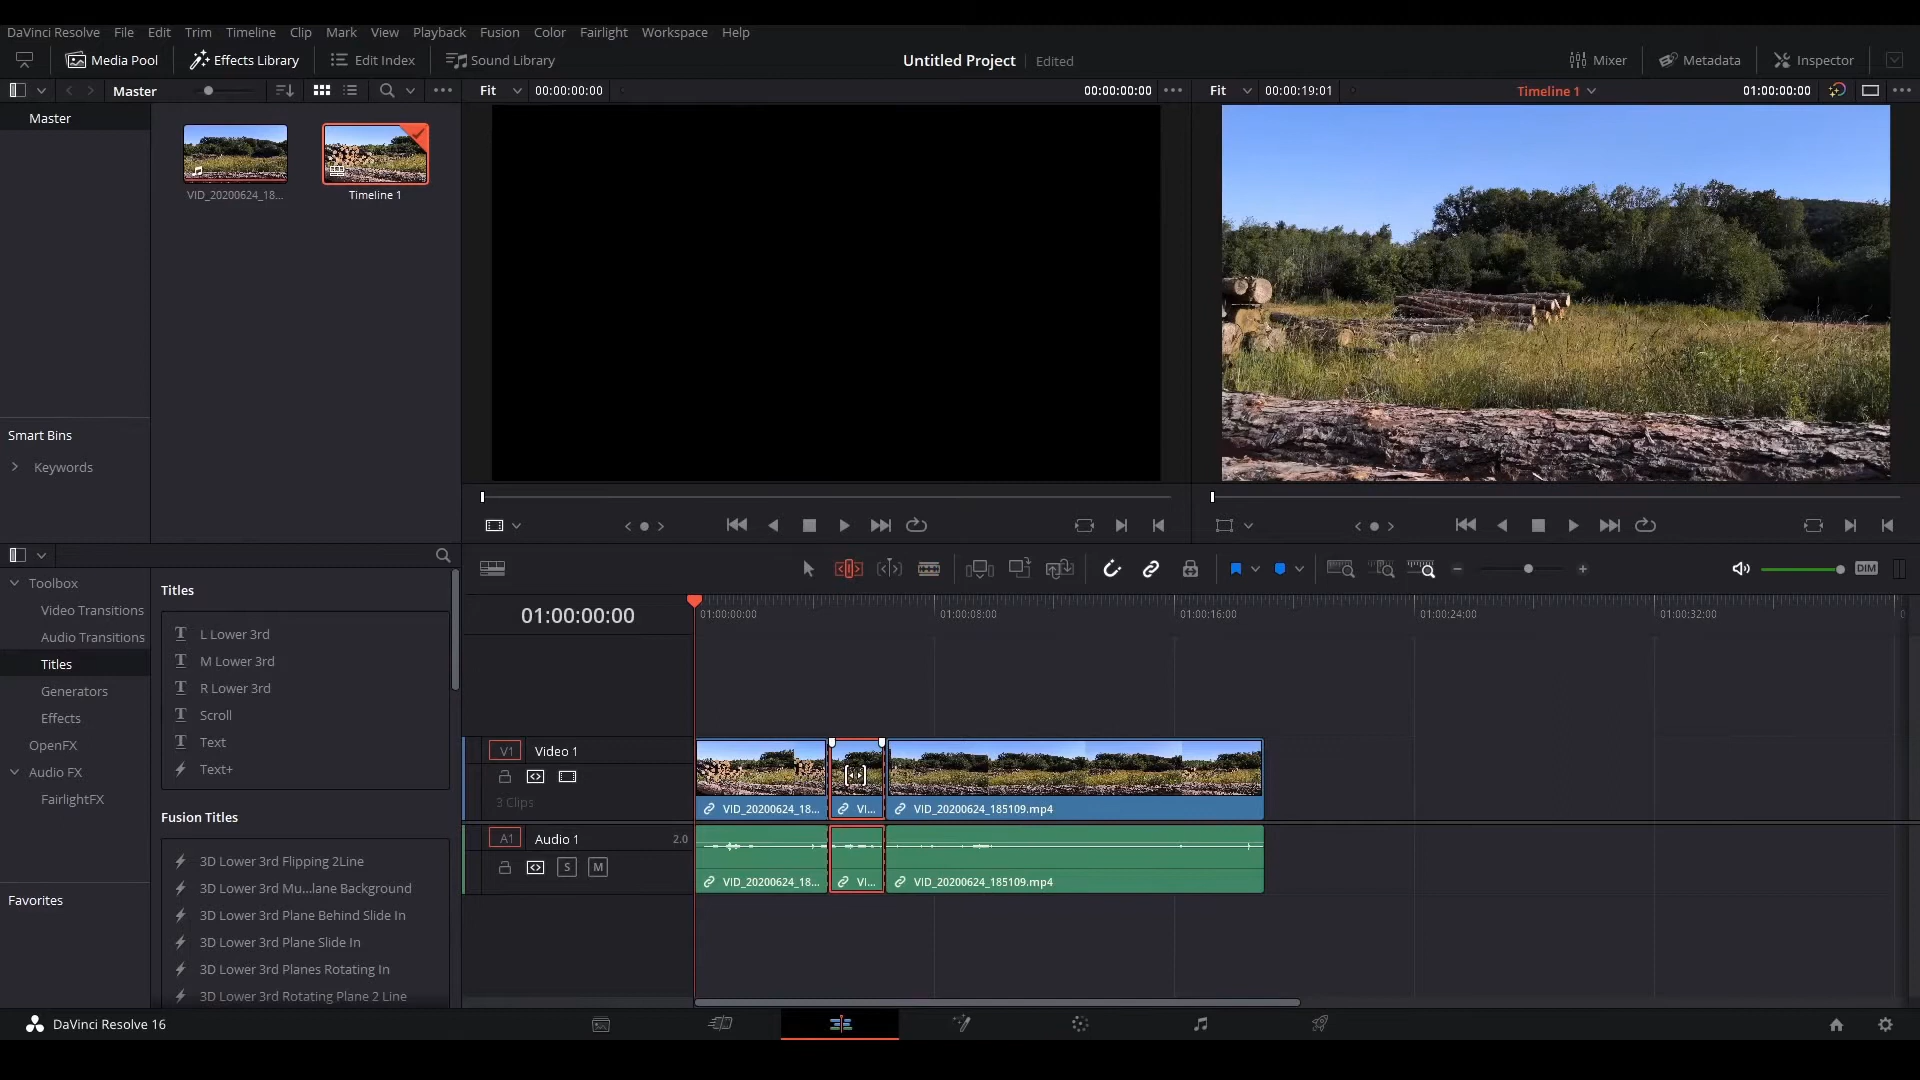 DaVinci Resolve File Edit Trim Timeline Clip Mark View Playback Fusion Color Fairlight Workspace Help
Media Pool Effects Library Edit Index Sound Library Untitled Project Edited Mixer Metadata Inspector
Master Fit 00:00:00:00 00:00:00:00 Fit 00:00:19:01 Timeline 1 01:00:00:00
Master
VID_20200624_18... Timeline 1
Smart Bins
Keywords
Toolbox
Video Transitions
Audio Transitions
Titles
Generators
Effects
OpenFX
Audio FX
FairlightFX
Favorites
Titles
L Lower 3rd
M Lower 3rd
R Lower 3rd
Scroll
Text
Text+
Fusion Titles
3D Lower 3rd Flipping 2Line
3D Lower 3rd Mu...lane Background
3D Lower 3rd Plane Behind Slide In
3D Lower 3rd Plane Slide In
3D Lower 3rd Planes Rotating In
3D Lower 3rd Rotating Plane 2 Line
DIM
01:00:00:00 01:00:00:00 01:00:08:00 01:00:16:00 01:00:24:00 01:00:32:00
V1 Video 1
3 Clips
VID_20200624_18... VI... VID_20200624_185109.mp4
A1 Audio 1 2.0
S M
VID_20200624_18... VI... VID_20200624_185109.mp4
DaVinci Resolve 16